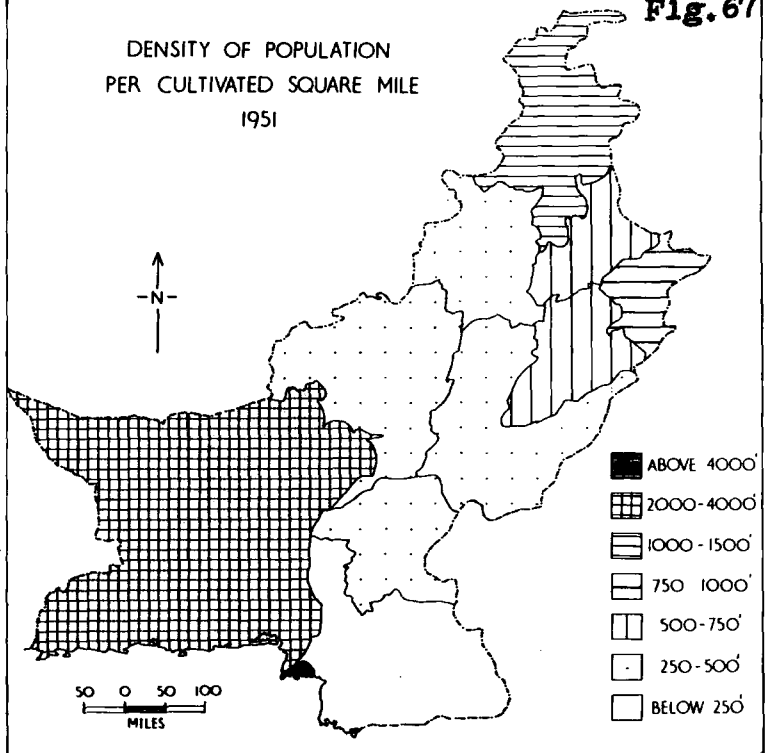 Fig. 67
DENSITY OF POPULATION
PER CULTIVATED SQUARE MILE
1951
-N-
ABOVE 4000'
2000-4000'
1000-1500'
750 1000'
500-750'
250-500'
BELOW 250'
50 0 50 100
MILES